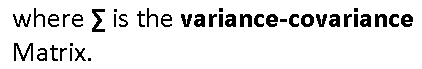 where ∑ is the variance-covariance
Matrix.